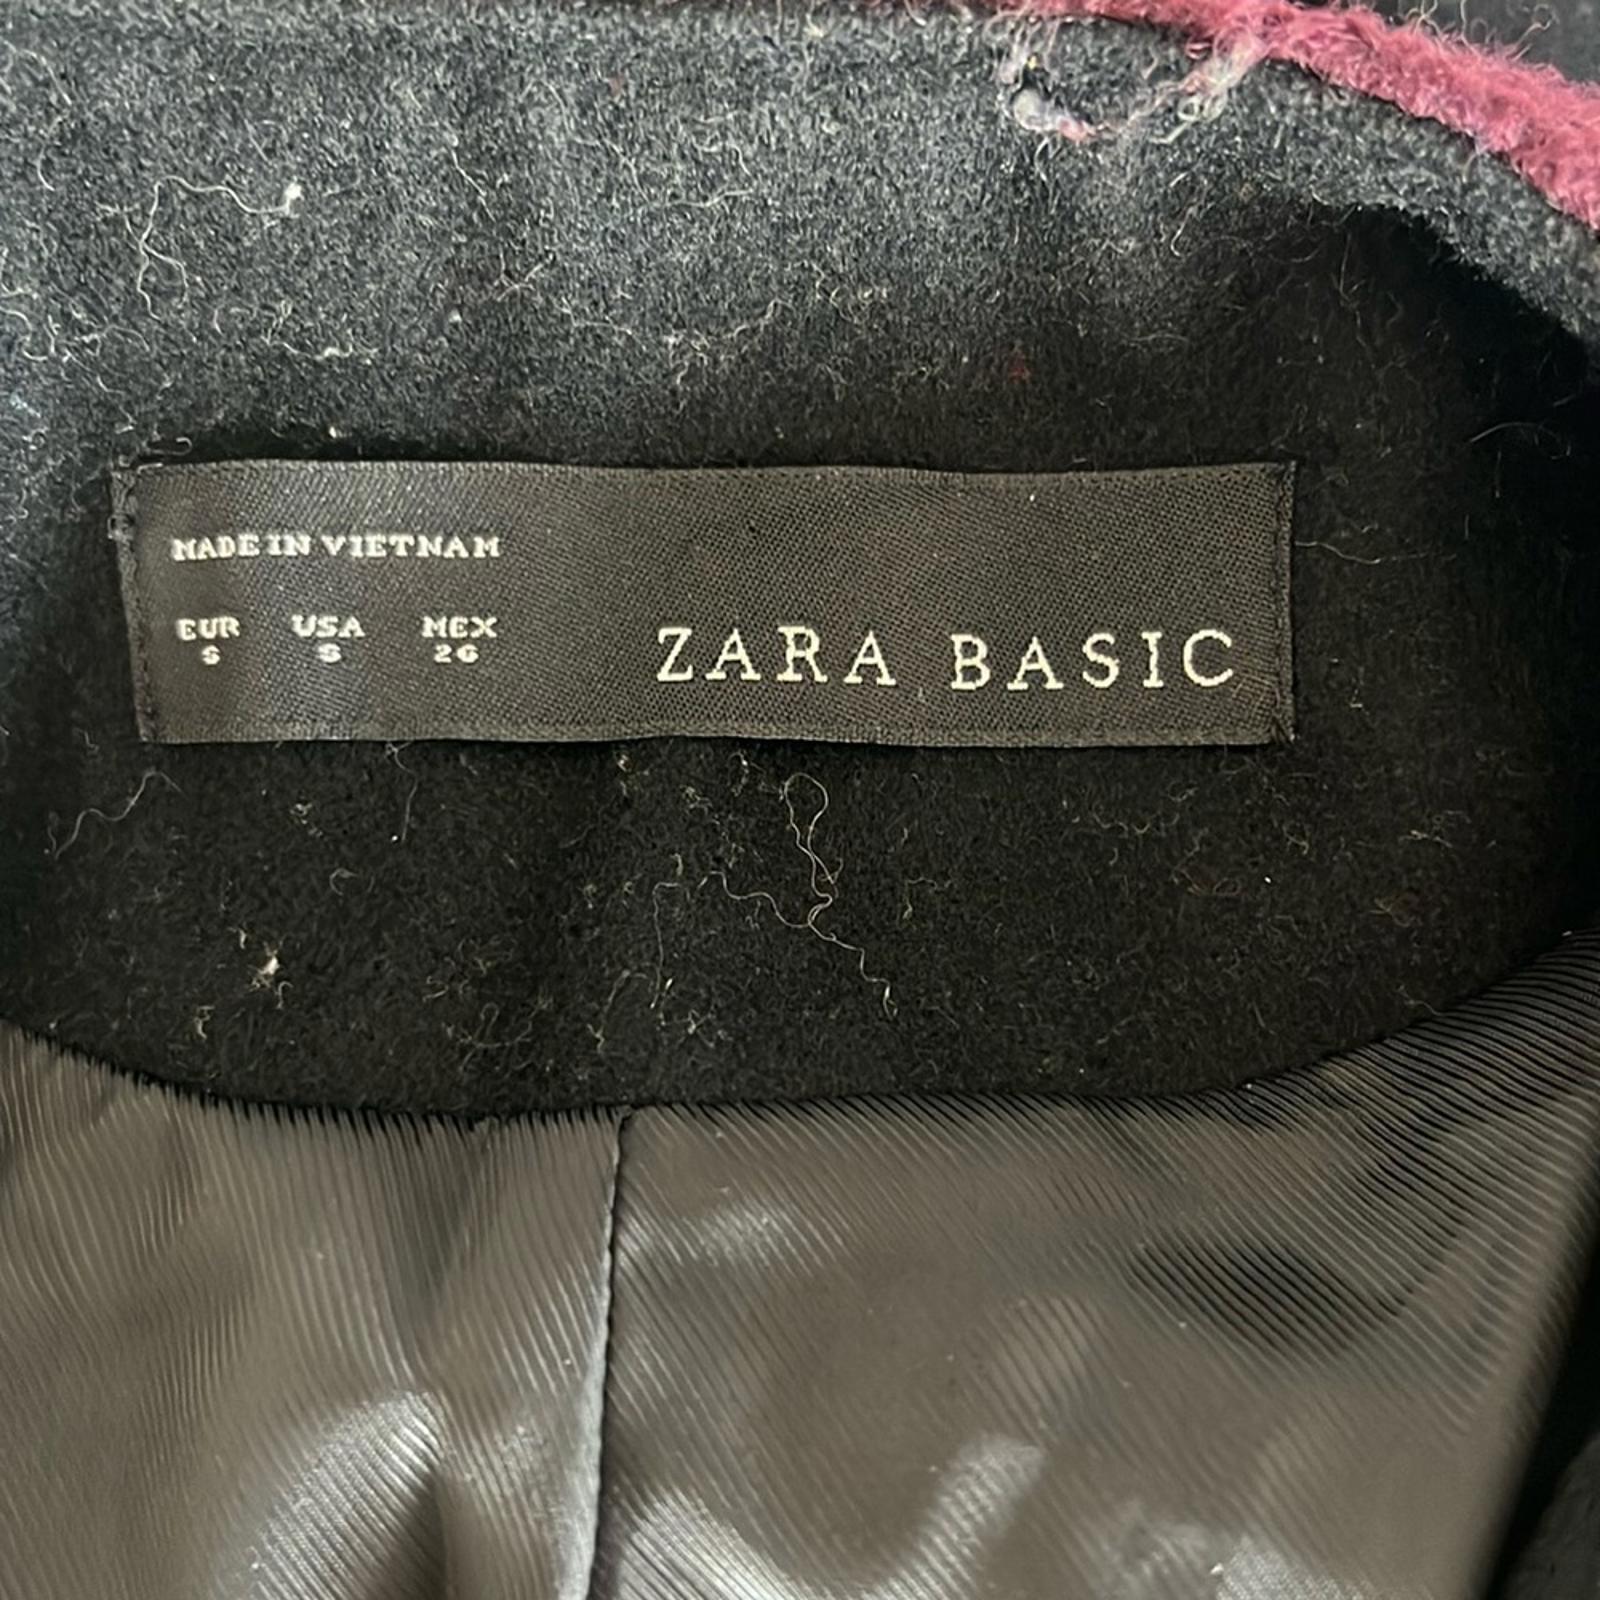 MADE IN VIETNAM
EUR USA MEX
S S 26
ZARA BASIC